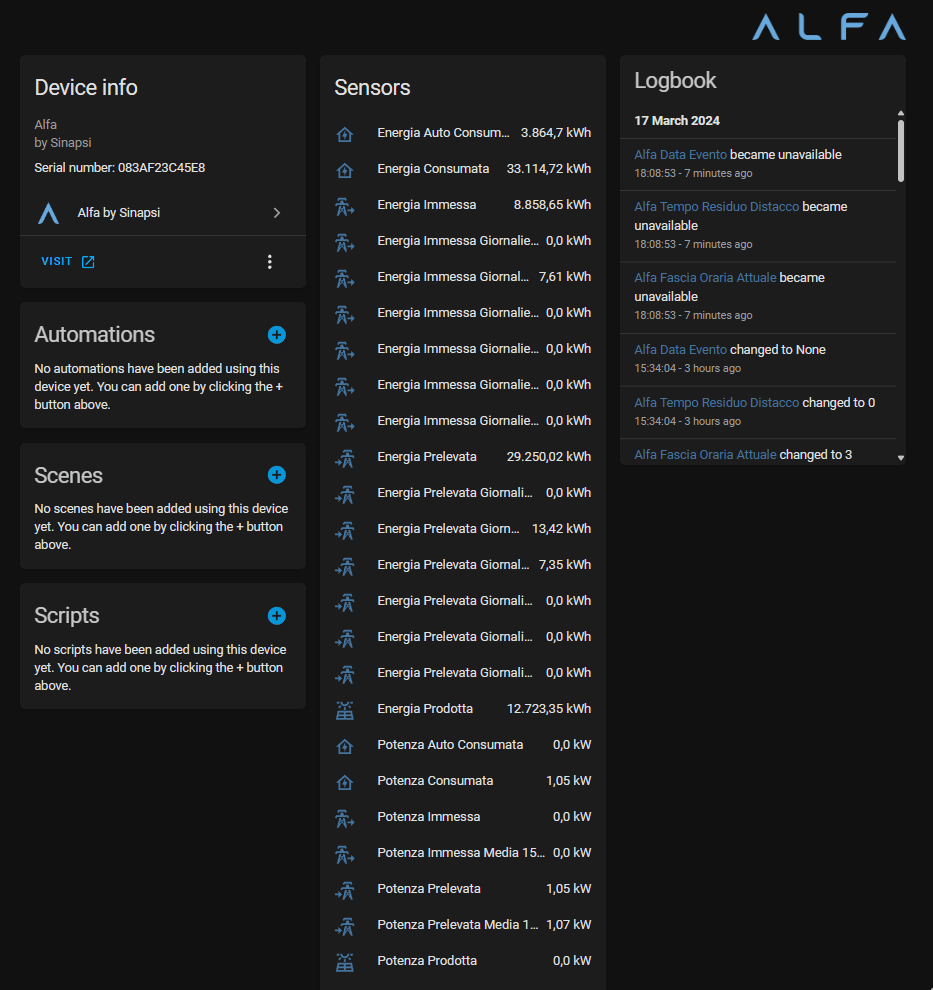 ALFA
Device info
Alfa
by Sinapsi
Serial number: 083AF23C45E8
Alfa by Sinapsi
VISIT
Automations
No automations have been added using this
device yet. You can add one by clicking the +
button above.
Scenes
No scenes have been added using this device
yet. You can add one by clicking the + button
above.
Scripts
No scripts have been added using this device
yet. You can add one by clicking the + button
above.
Sensors
Energia Auto Consum... 3.864,7 kWh
Energia Consumata 33.114,72 kWh
Energia Immessa 8.858,65 kWh
Energia Immessa Giornalie... 0,0 kWh
Energia Immessa Giornal... 7,61 kWh
Energia Immessa Giornalie... 0,0 kWh
Energia Immessa Giornalie... 0,0 kWh
Energia Immessa Giornalie... 0,0 kWh
Energia Immessa Giornalie... 0,0 kWh
Energia Prelevata 29.250,02 kWh
Energia Prelevata Giornali... 0,0 kWh
Energia Prelevata Giorn... 13,42 kWh
Energia Prelevata Giornal... 7,35 kWh
Energia Prelevata Giornali... 0,0 kWh
Energia Prelevata Giornali... 0,0 kWh
Energia Prelevata Giornali... 0,0 kWh
Energia Prodotta 12.723,35 kWh
Potenza Auto Consumata 0,0 kW
Potenza Consumata 1,05 kW
Potenza Immessa 0,0 kW
Potenza Immessa Media 15... 0,0 kW
Potenza Prelevata 1,05 kW
Potenza Prelevata Media 1... 1,07 kW
Potenza Prodotta 0,0 kW
Logbook
17 March 2024
Alfa Data Evento became unavailable
18:08:53 - 7 minutes ago
Alfa Tempo Residuo Distacco became
unavailable
18:08:53 - 7 minutes ago
Alfa Fascia Oraria Attuale became
unavailable
18:08:53 - 7 minutes ago
Alfa Data Evento changed to None
15:34:04 - 3 hours ago
Alfa Tempo Residuo Distacco changed to 0
15:34:04 - 3 hours ago
Alfa Fascia Oraria Attuale changed to 3